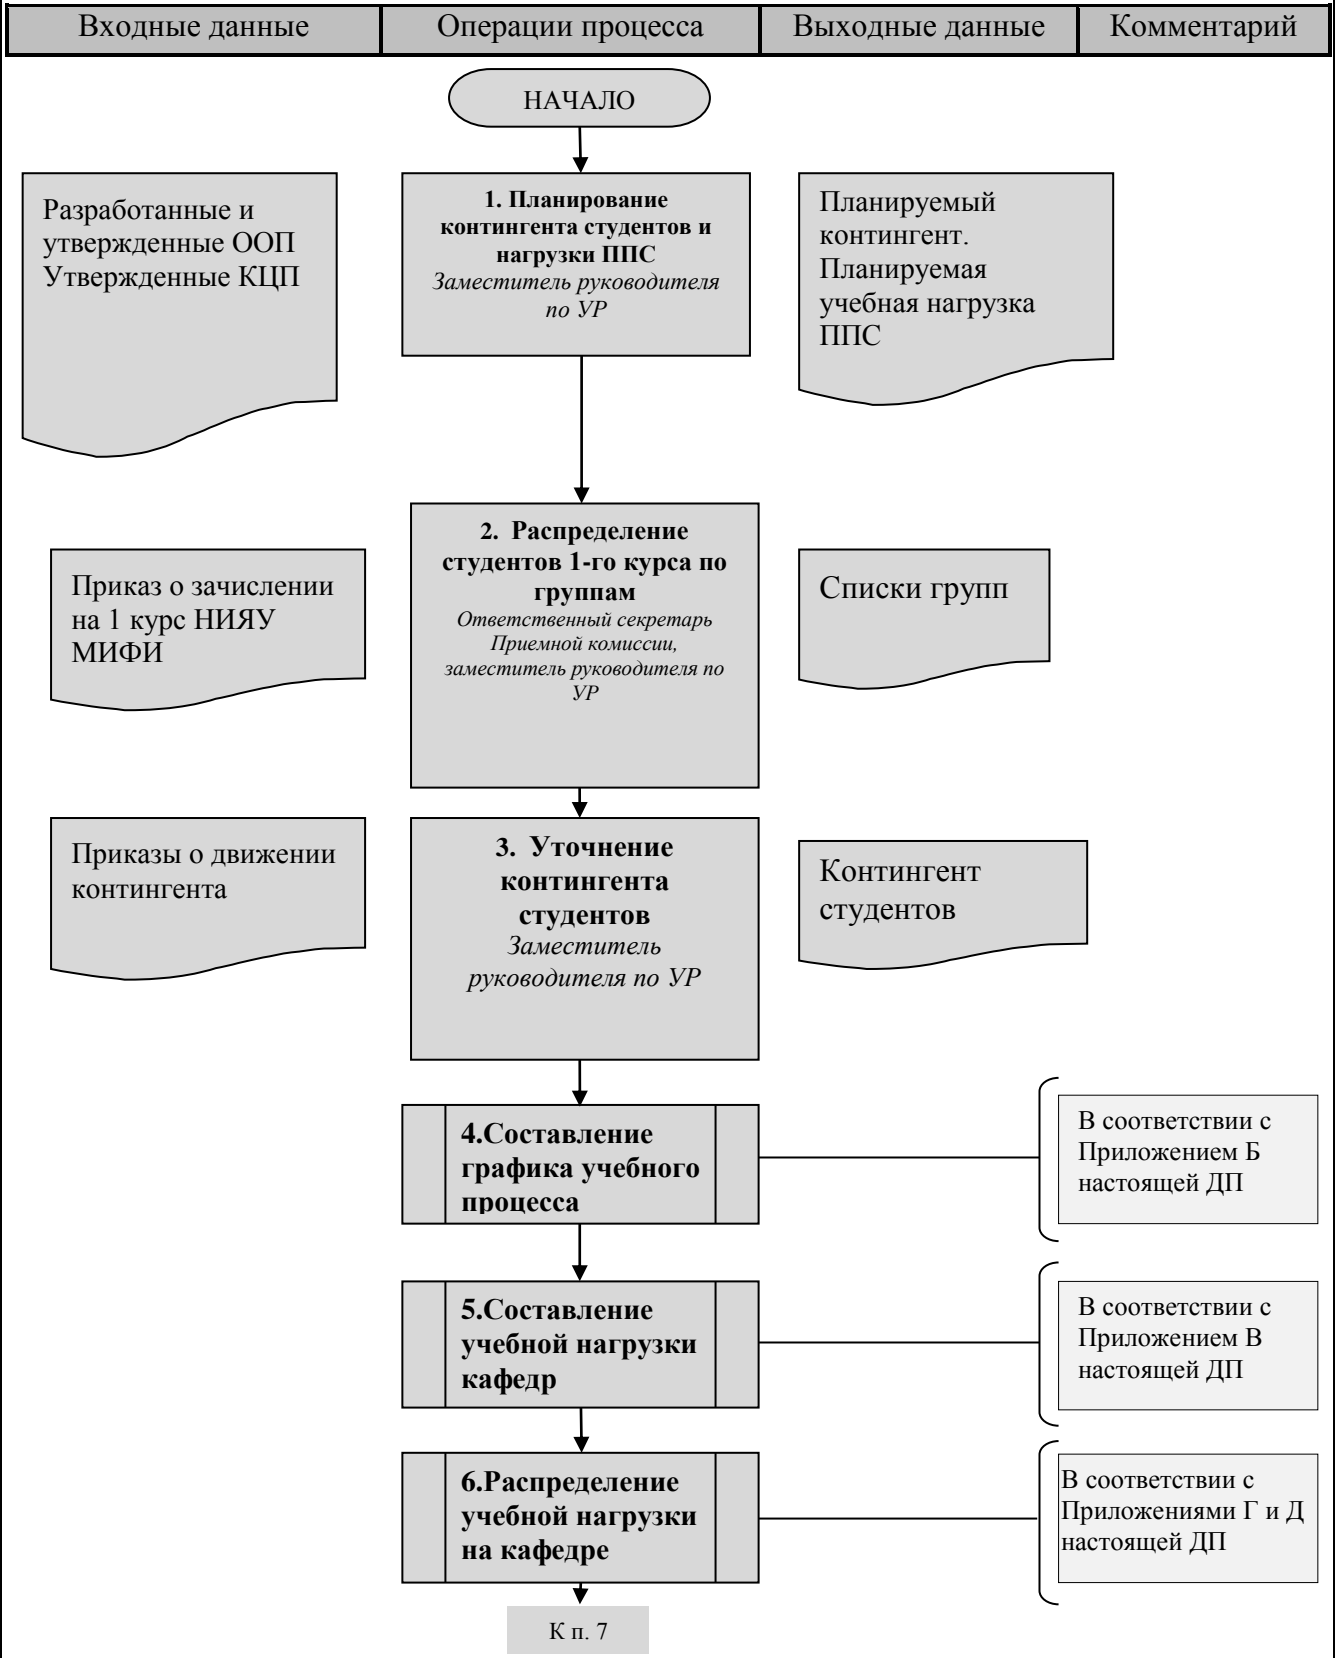 Входные данные
Операции процесса
Выходные данные
Комментарий
НАЧАЛО
Разработанные и
утвержденные ООП
Утвержденные КЦП
1. Планирование
контингента студентов и
нагрузки ППС
Заместитель руководителя
по УР
Планируемый
контингент.
Планируемая
учебная нагрузка
ППС
Приказ о зачислении
на 1 курс НИЯУ
МИФИ
2. Распределение
студентов 1-го курса по
группам
Ответственный секретарь
Приемной комиссии,
заместитель руководителя по
УР
Списки групп
Приказы о движении
контингента
3. Уточнение
контингента
студентов
Заместитель
руководителя по УР
Контингент
студентов
4.Составление
графика учебного
процесса
В соответствии с
Приложением Б
настоящей ДП
5.Составление
учебной нагрузки
кафедр
В соответствии с
Приложением В
настоящей ДП
6.Распределение
учебной нагрузки
на кафедре
В соответствии с
Приложениями Г и Д
настоящей ДП
К п. 7